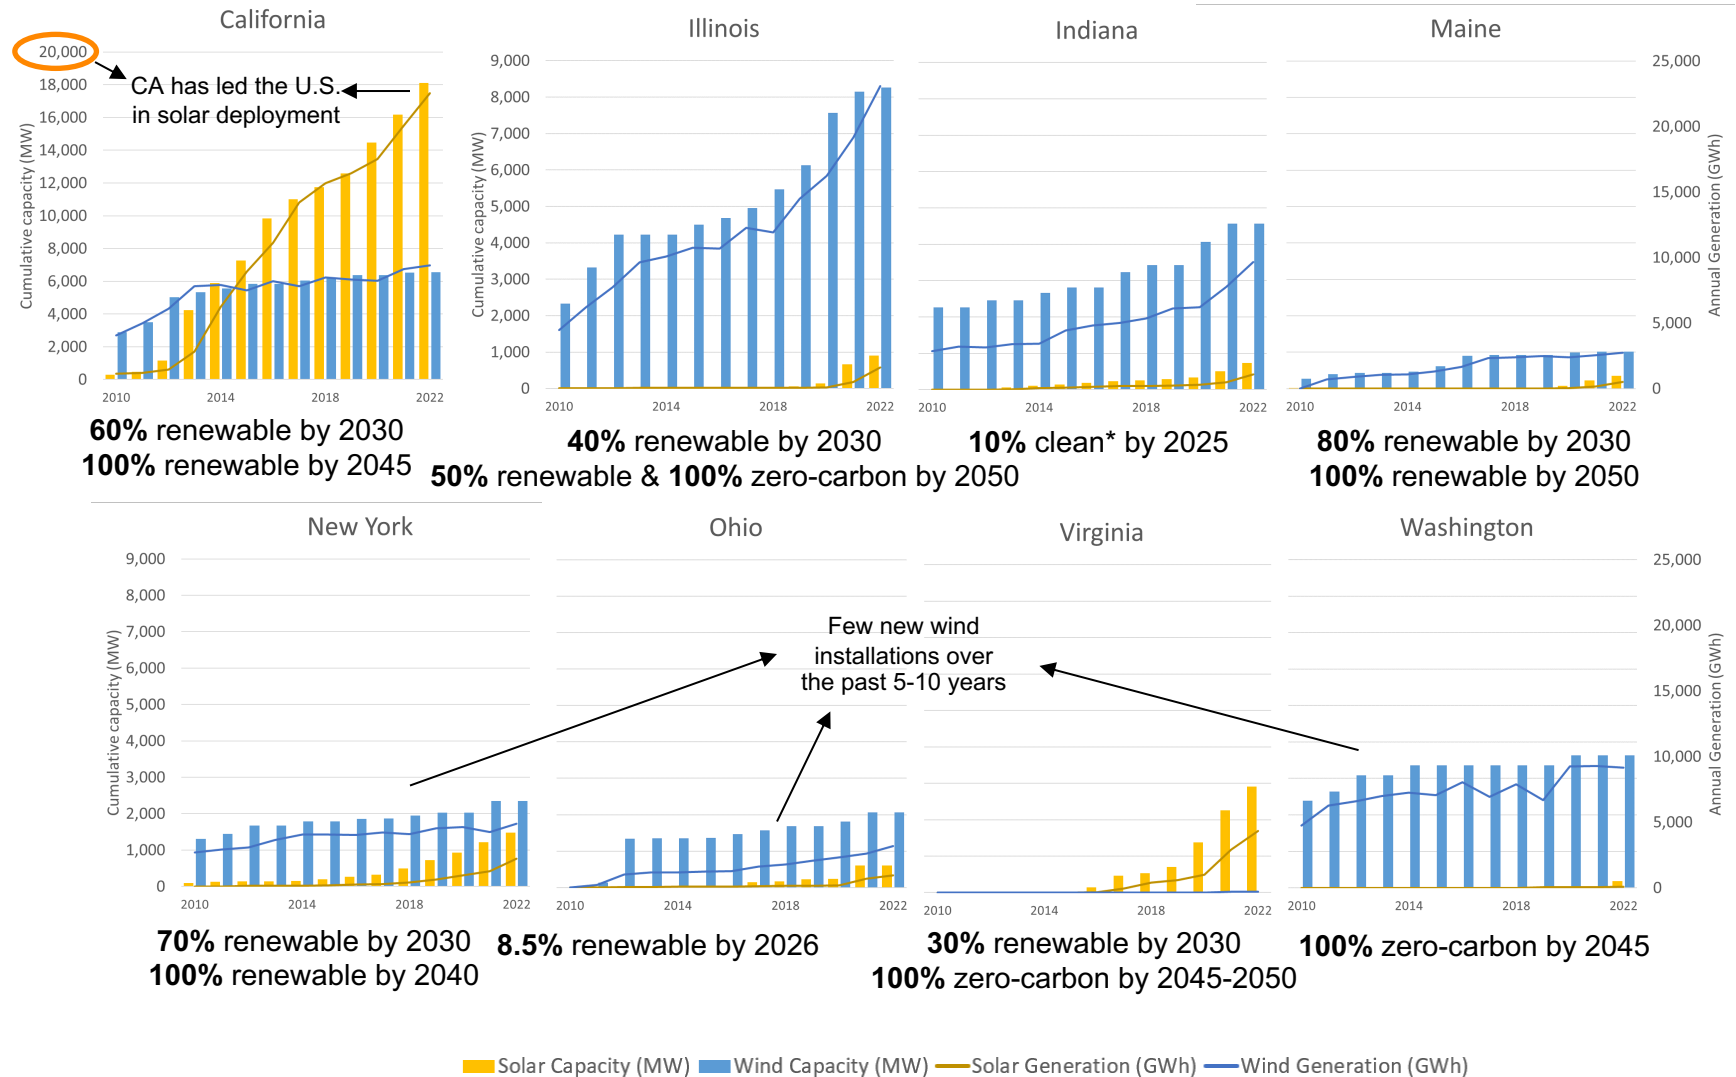 California
20,000
18,000
16,000
14,000
12,000
10,000
8,000
6,000
4,000
2,000
0
Cumulative capacity (MW)
CA has led the U.S.
in solar deployment
2010
2014
2018
2022
60% renewable by 2030
100% renewable by 2045
Illinois
9,000
8,000
7,000
6,000
5,000
4,000
3,000
2,000
1,000
0
Cumulative capacity (MW)
2010
2014
2018
2022
40% renewable by 2030
50% renewable & 100% zero-carbon by 2050
Indiana
2010
2014
2018
2022
10% clean* by 2025
Maine
25,000
20,000
15,000
10,000
5,000
0
Annual Generation (GWh)
2010
2014
2018
2022
80% renewable by 2030
100% renewable by 2050
New York
9,000
8,000
7,000
6,000
5,000
4,000
3,000
2,000
1,000
0
Cumulative capacity (MW)
2010
2014
2018
2022
70% renewable by 2030
100% renewable by 2040
Ohio
Few new wind
installations over
the past 5-10 years
2010
2014
2018
2022
8.5% renewable by 2026
Virginia
2010
2014
2018
2022
30% renewable by 2030
100% zero-carbon by 2045-2050
Washington
25,000
20,000
15,000
10,000
5,000
0
Annual Generation (GWh)
2010
2014
2018
2022
100% zero-carbon by 2045
Solar Capacity (MW) Wind Capacity (MW) Solar Generation (GWh) Wind Generation (GWh)